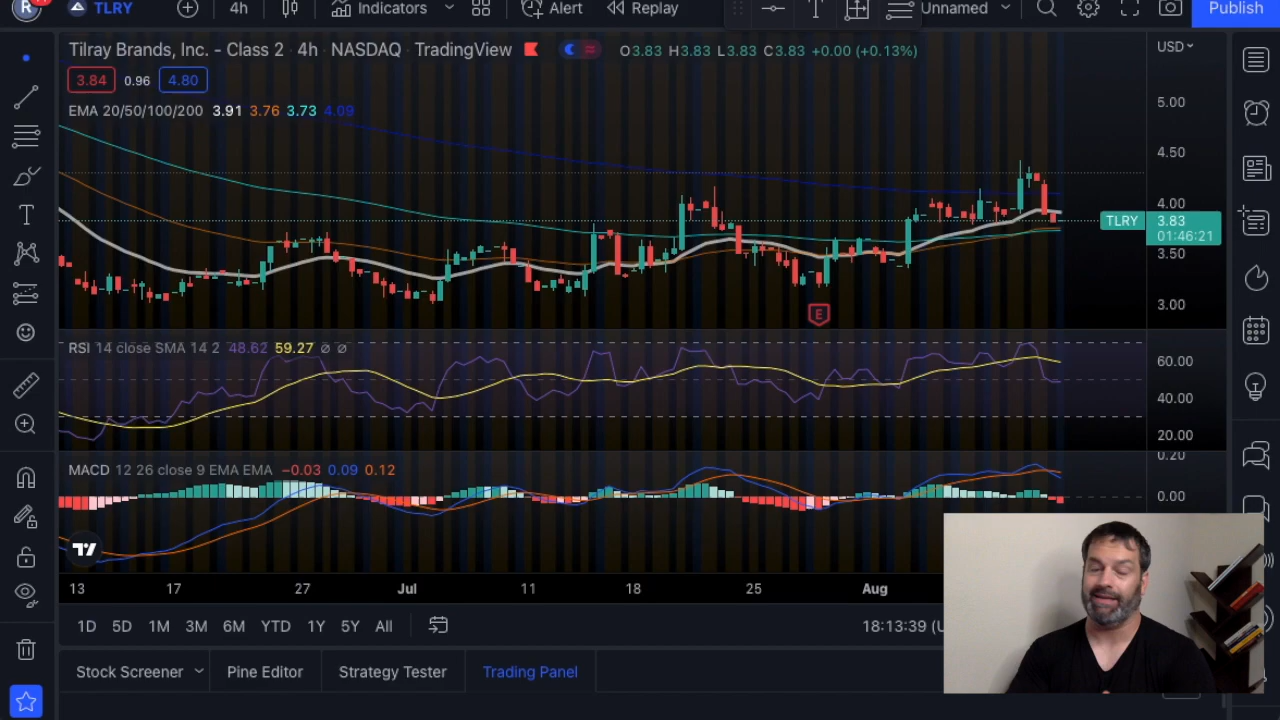 R TLRY 4h Indicators Alert Replay T Unnamed Publish
Tilray Brands, Inc. - Class 2 4h NASDAQ TradingView O3.83 H3.83 L3.83 C3.83 +0.00 (+0.13%) USD
3.84 0.96 4.80
EMA 20/50/100/200 3.91 3.76 3.73 4.09
5.00
4.50
4.00
TLRY 3.83
01:46:21
3.50
3.00
E
RSI 14 close SMA 14 2 48.62 59.27 ∅ ∅
60.00
40.00
20.00
MACD 12 26 close 9 EMA EMA −0.03 0.09 0.12
0.20
0.00
13 17 27 Jul 11 18 25 Aug
1D 5D 1M 3M 6M YTD 1Y 5Y All 18:13:39 (U
Stock Screener Pine Editor Strategy Tester Trading Panel